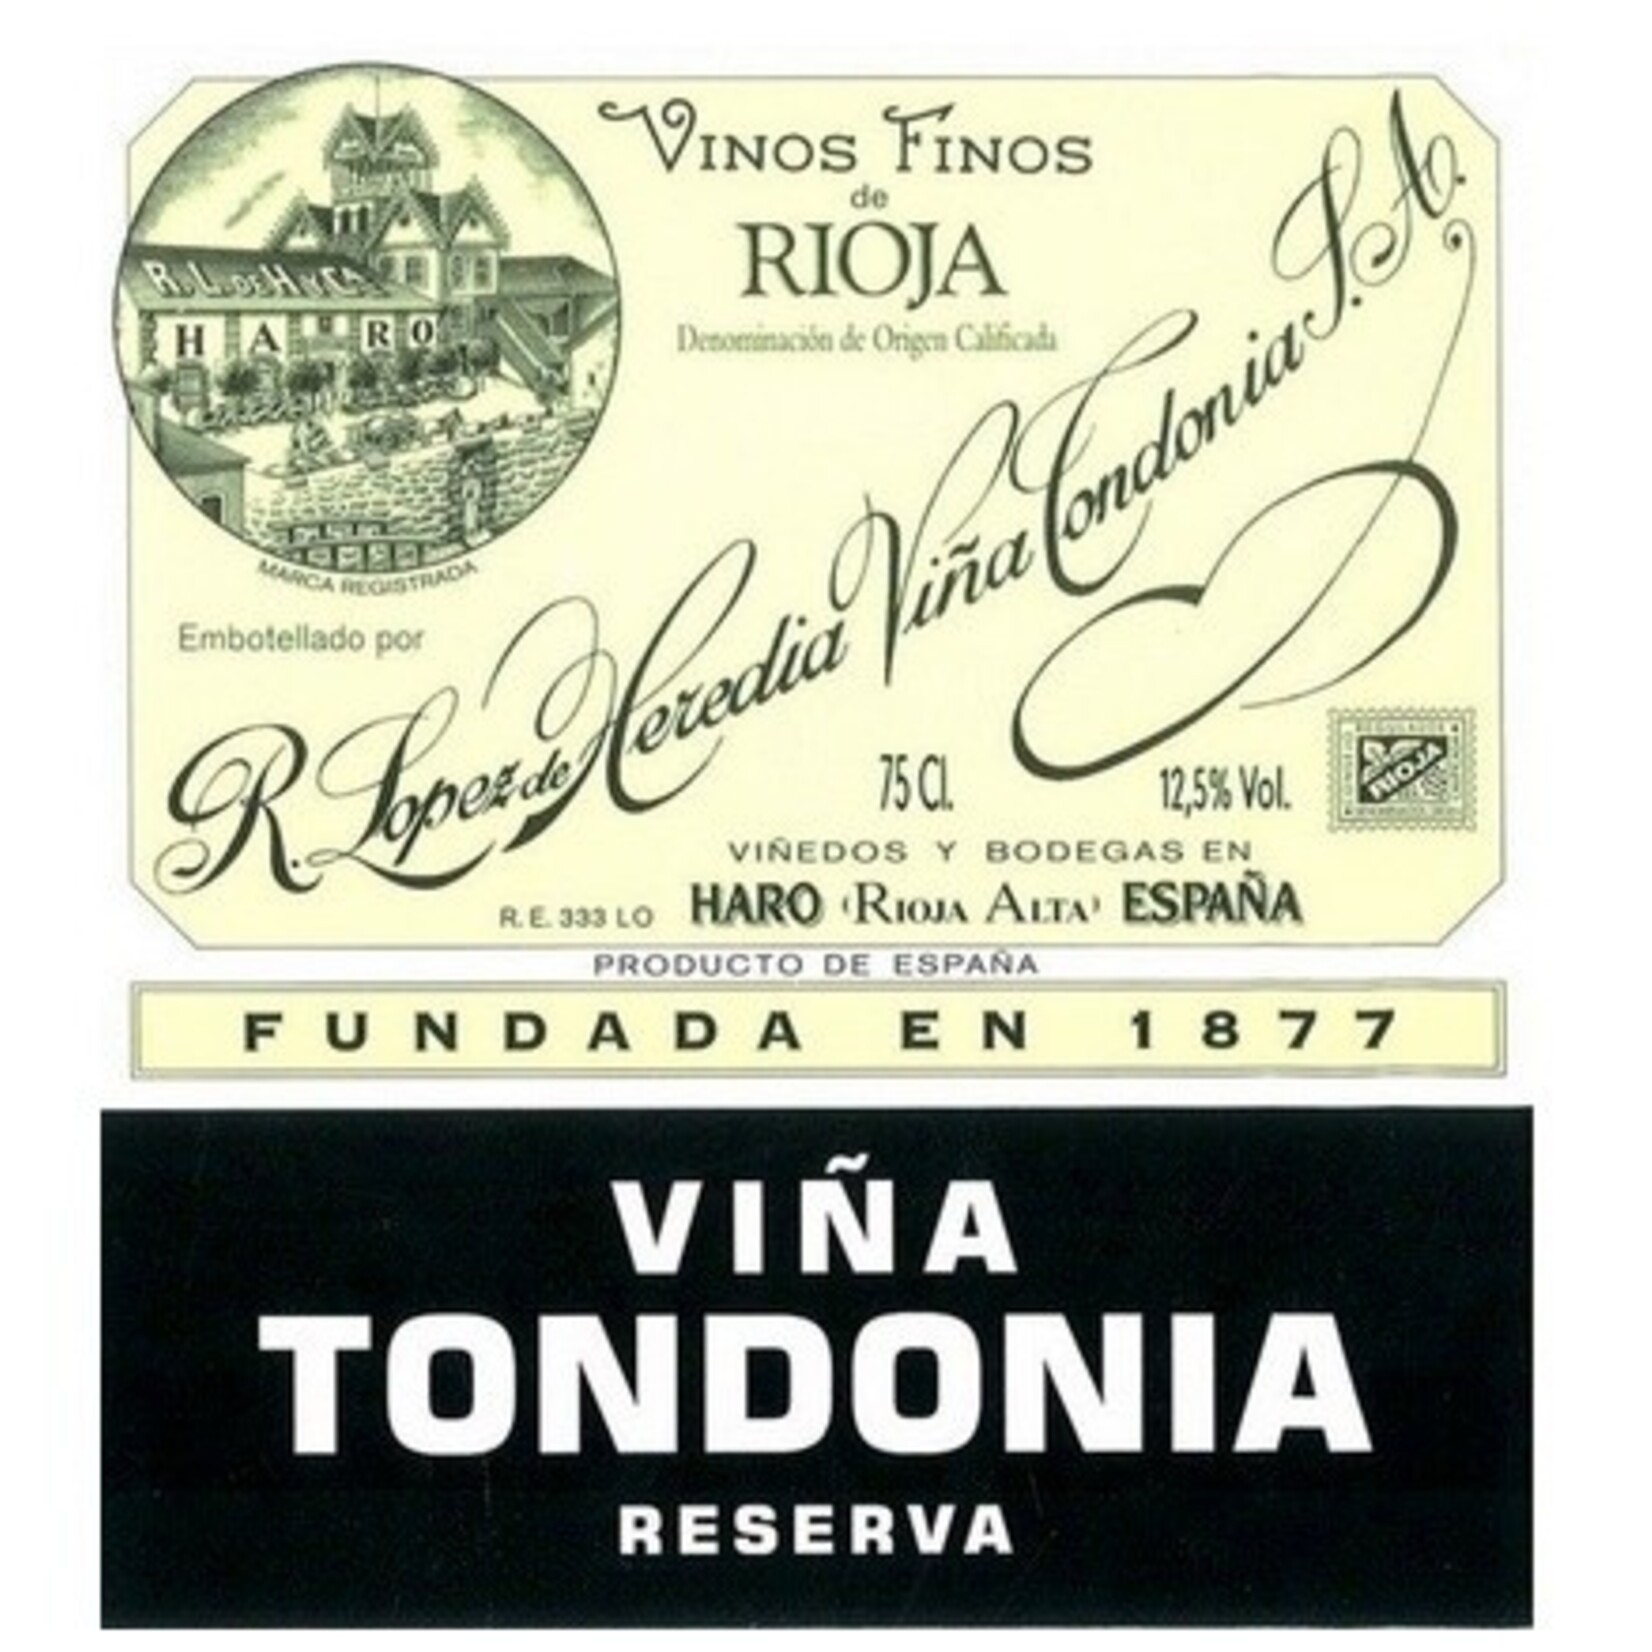 VINOS FINOS
de
RIOJA
Denominación de Origen Calificada
R. L. DE H Y Cª
HARO
MARCA REGISTRADA
Embotellado por
R. Lopez de Heredia Viña Tondonia S. A.
75 Cl.
12,5% Vol.
RIOJA
VIÑEDOS Y BODEGAS EN
R. E. 333 LO
HARO (RIOJA ALTA) ESPAÑA
PRODUCTO DE ESPAÑA
FUNDADA EN 1877
VIÑA
TONDONIA
RESERVA